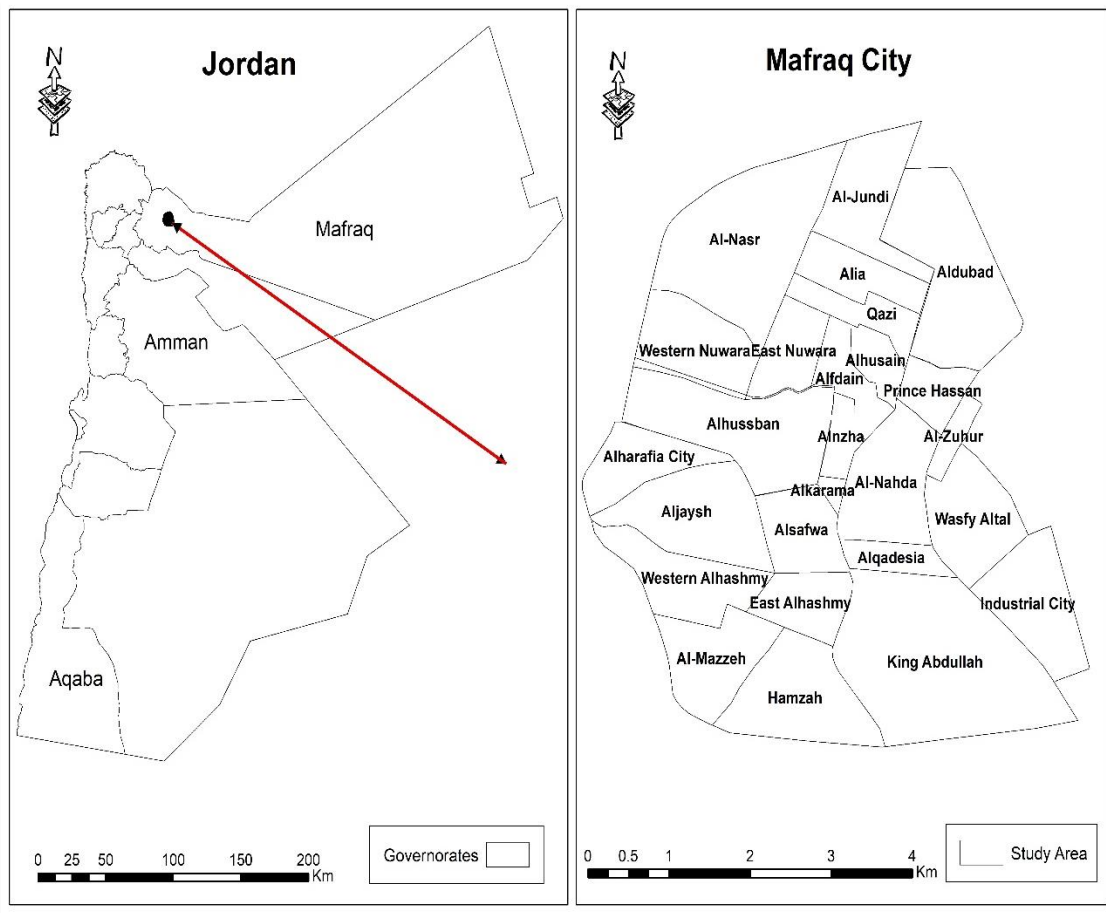 N
Jordan
Mafraq
Amman
Aqaba
0 25 50 100 150 200
Km
Governorates
N
Mafraq City
Al-Jundi
Al-Nasr
Alia
Aldubad
Qazi
Western Nuwara
East Nuwara
Alhusain
Alfdain
Prince Hassan
Alhussban
Alnzha
Al-Zuhur
Alharafia City
Alkarama
Al-Nahda
Aljaysh
Alsafwa
Wasfy Altal
Alqadesia
Western Alhashmy
East Alhashmy
Industrial City
Al-Mazzeh
King Abdullah
Hamzah
0 0.5 1 2 3 4
Km
Study Area